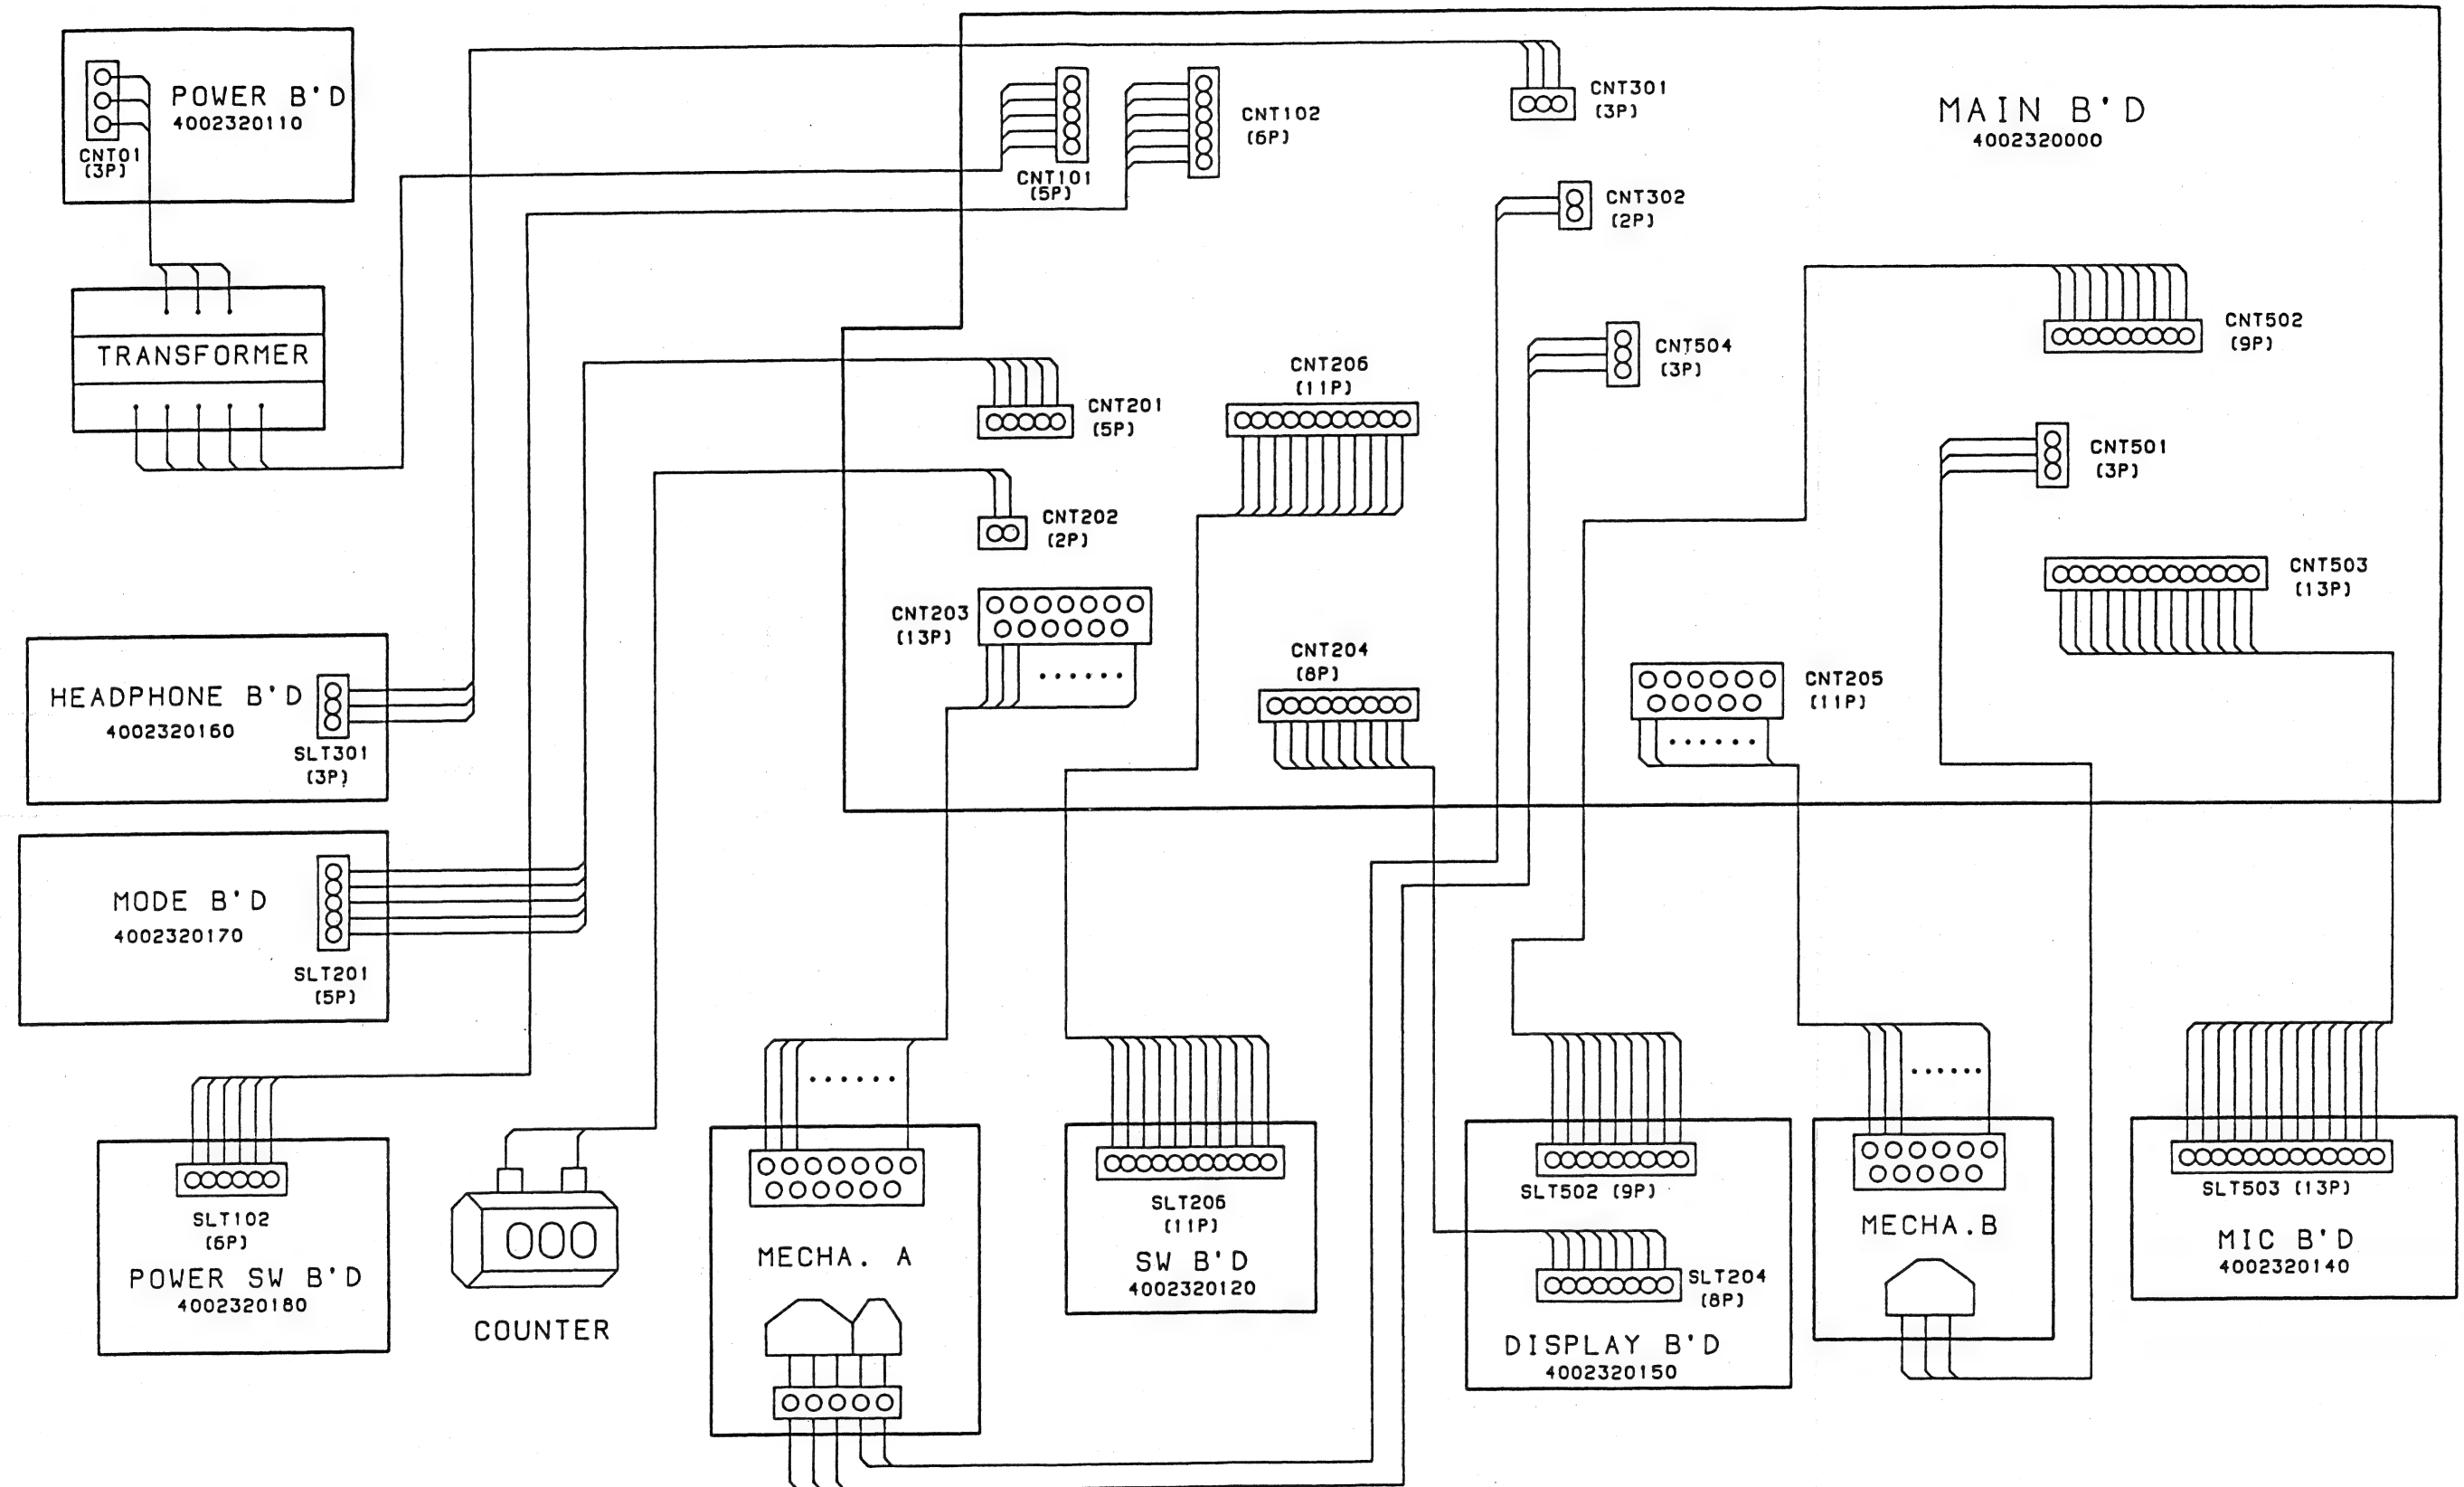 POWER B'D
4002320110
CNT01
(3P)
TRANSFORMER
CNT101
(5P)
CNT102
(6P)
CNT301
(3P)
MAIN B'D
4002320000
CNT302
(2P)
CNT502
(9P)
CNT504
(3P)
CNT206
(11P)
CNT201
(5P)
CNT501
(3P)
CNT202
(2P)
CNT503
(13P)
CNT203
(13P)
CNT204
(8P)
CNT205
(11P)
HEADPHONE B'D
4002320160
SLT301
(3P)
MODE B'D
4002320170
SLT201
(5P)
SLT102
(6P)
POWER SW B'D
4002320180
COUNTER
MECHA. A
SLT206
(11P)
SW B'D
4002320120
SLT502 (9P)
SLT204
(8P)
DISPLAY B'D
4002320150
MECHA.B
SLT503 (13P)
MIC B'D
4002320140